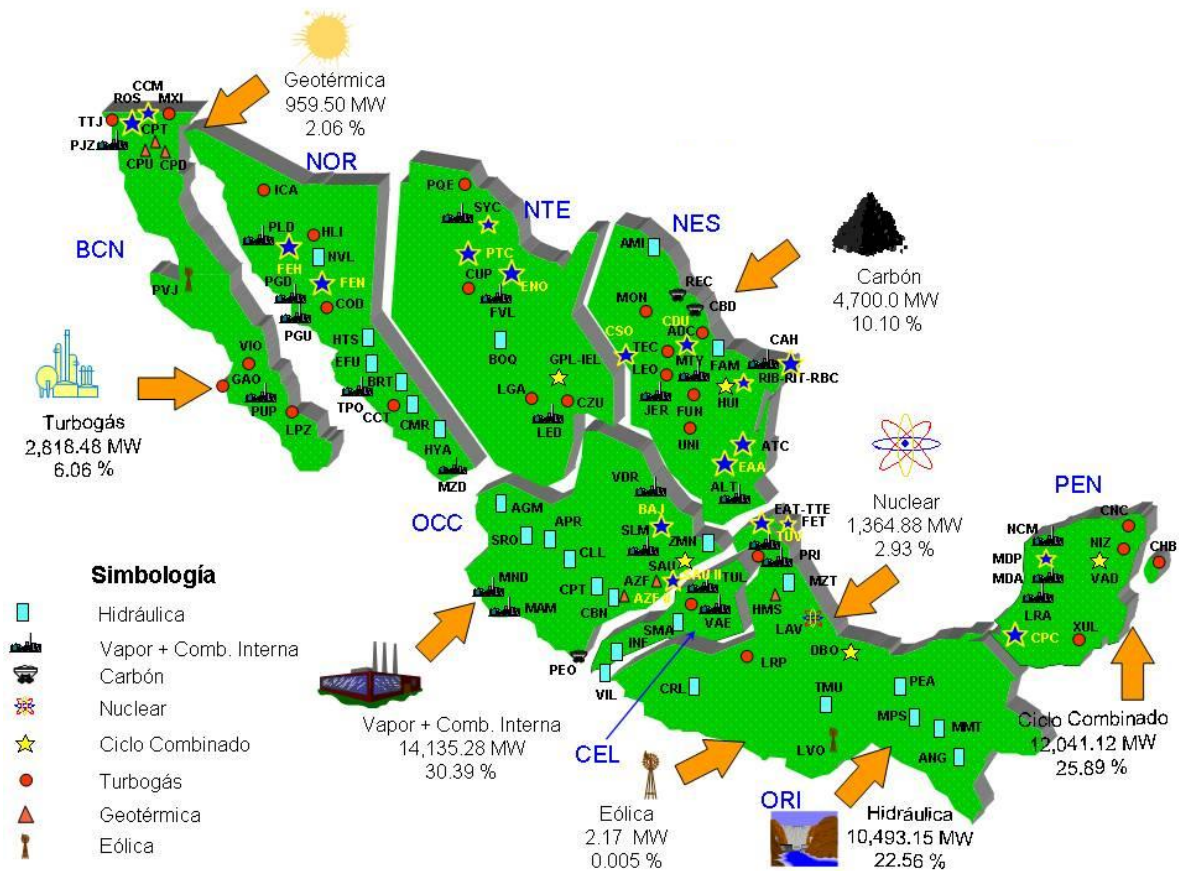 Geotérmica
959.50 MW
2.06 %
CCM
ROS
MXI
TTJ
CPT
PJZ
CPU
CPD
BCN
PVJ
VIO
GAO
PUP
LPZ
Turbogás
2,818.48 MW
6.06 %
NOR
ICA
PLD
HLI
NVL
FEH
PGD
FEN
COD
PGU
HTS
EFU
BRT
TPO
CCT
CMR
HYA
MZD
NTE
PQE
SYC
PTC
CUP
ENO
FVL
BOQ
GPL-IEL
LGA
CZU
LED
NES
AMI
REC
CBD
MON
CDU
ADC
CSO
TEC
MTY
FAM
LEO
HUI
JER
FUN
UNI
CAH
RIB-RIT-RBC
ATC
EAA
ALT
Carbón
4,700.0 MW
10.10 %
Nuclear
1,364.88 MW
2.93 %
OCC
VDR
AGM
BAJ
APR
SRO
SLM
ZMN
CLL
SAU
SAU II
MND
MAM
CPT
AZF
CBN
PEO
INF
VIL
SMA
TUL
VAE
EAT-TTE
FET
TUV
PRI
MZT
HMS
LAV
CEL
Vapor + Comb. Interna
14,135.28 MW
30.39 %
LRP
DBO
CRL
TMU
PEA
MPS
MMT
LVO
ANG
ORI
Eólica
2.17 MW
0.005 %
Hidráulica
10,493.15 MW
22.56 %
PEN
NCM
CNC
NIZ
CHB
MDP
MDA
VAD
LRA
CPC
XUL
Ciclo Combinado
12,041.12 MW
25.89 %
Simbología
Hidráulica
Vapor + Comb. Interna
Carbón
Nuclear
Ciclo Combinado
Turbogás
Geotérmica
Eólica